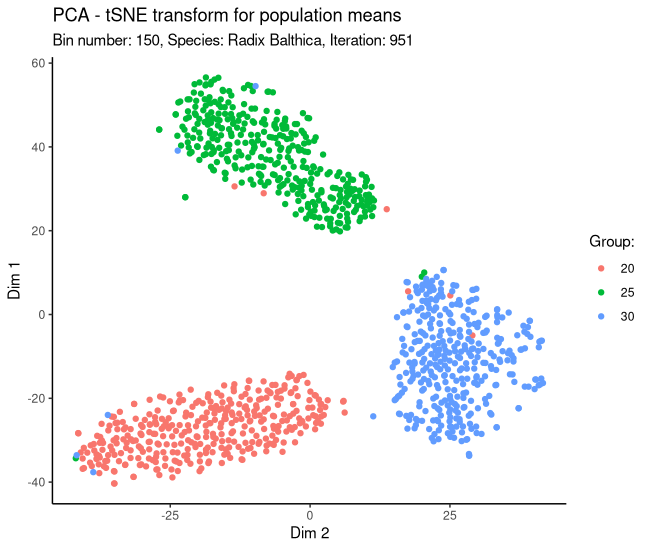 PCA - tSNE transform for population means
Bin number: 150, Species: Radix Balthica, Iteration: 951
60
40
20
0
-20
-40
Dim 1
-25
0
25
Dim 2
Group:
20
25
30